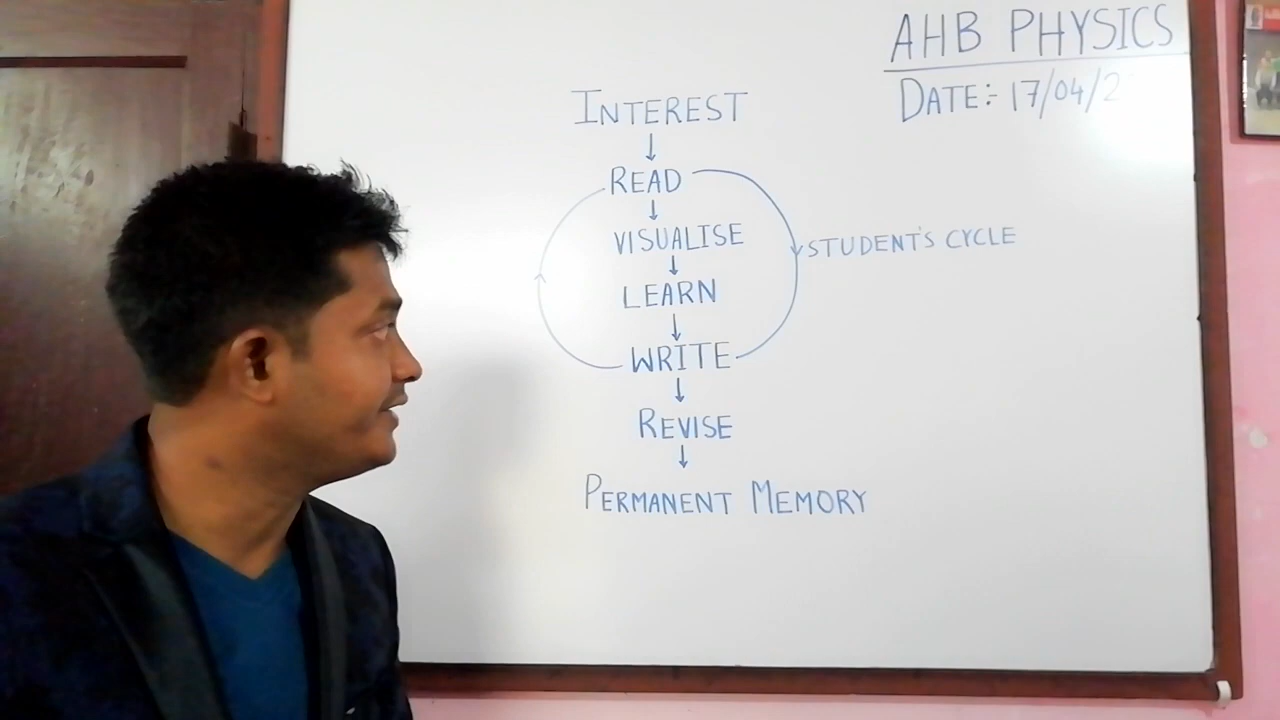 AHB PHYSICS
DATE:- 17/04/2
INTEREST
↓
READ
↓
VISUALISE
STUDENT'S CYCLE
↓
LEARN
↓
WRITE
↓
REVISE
↓
PERMANENT MEMORY